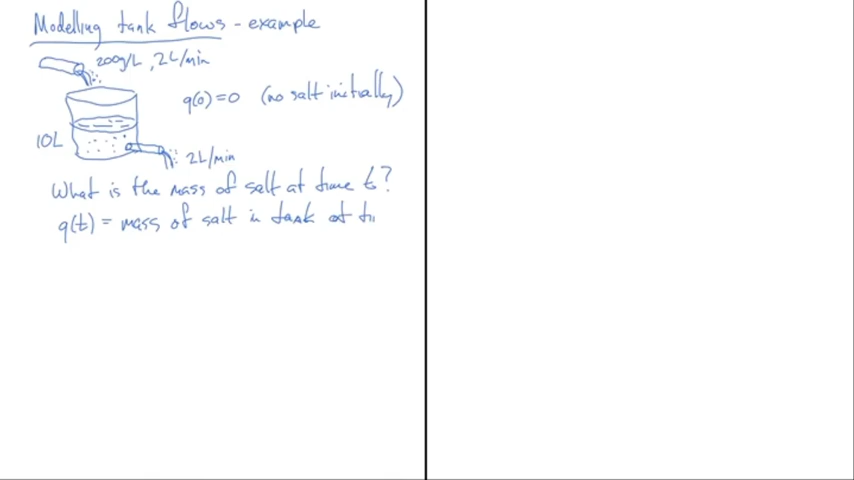 Modelling tank flows - example
200g/L, 2L/min
q(0)=0 (no salt initially)
10L
2L/min
What is the mass of salt at time t?
q(t) = mass of salt in tank at